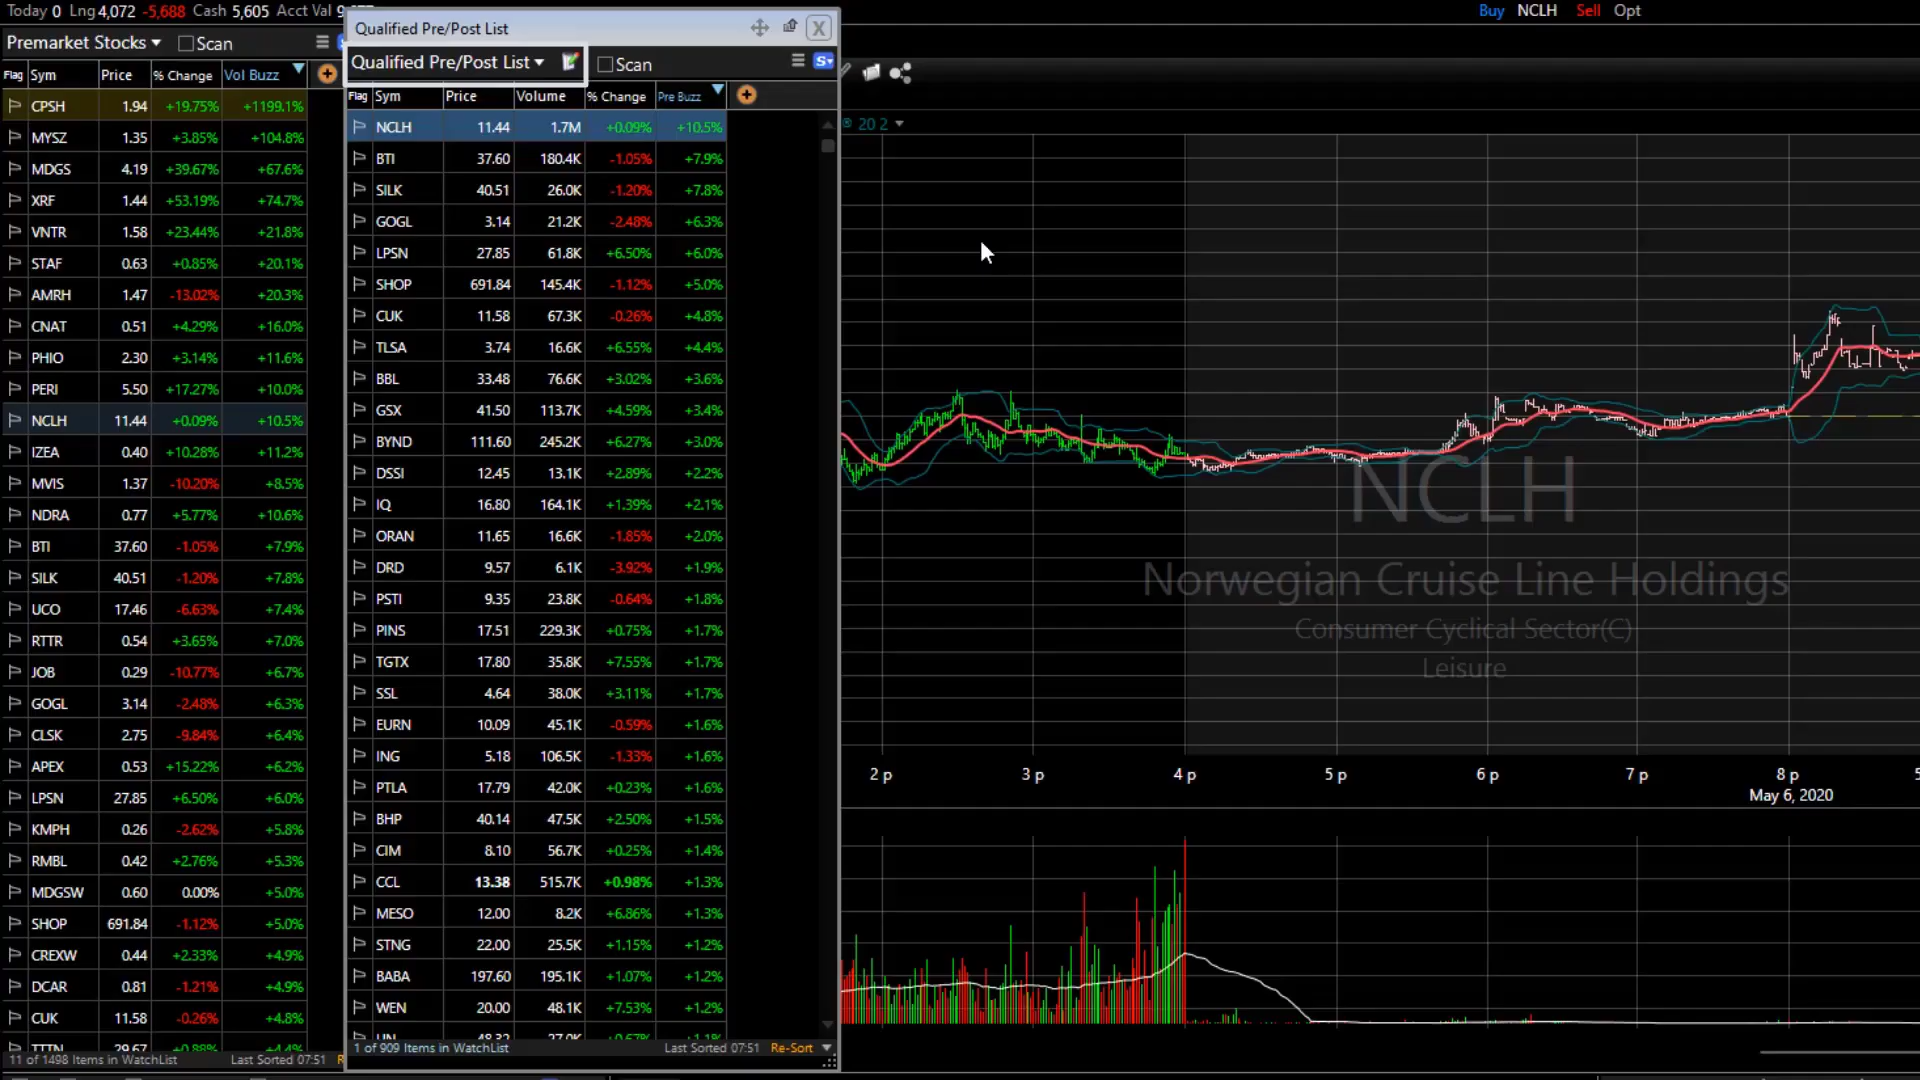 Today 0 Lng 4,072 -5,688 Cash 5,605 Acct Val
Premarket Stocks Scan
Flag Sym Price % Change Vol Buzz
CPSH 1.94 +19.75% +1199.1%
MYSZ 1.35 +3.85% +104.8%
MDGS 4.19 +39.67% +67.6%
XRF 1.44 +53.19% +74.7%
VNTR 1.58 +23.44% +21.8%
STAF 0.63 +0.85% +20.1%
AMRH 1.47 -13.02% +20.3%
CNAT 0.51 +4.29% +16.0%
PHIO 2.30 +3.14% +11.6%
PERI 5.50 +17.27% +10.0%
NCLH 11.44 +0.09% +10.5%
IZEA 0.40 +10.28% +11.2%
MVIS 1.37 -10.20% +8.5%
NDRA 0.77 +5.77% +10.6%
BTI 37.60 -1.05% +7.9%
SILK 40.51 -1.20% +7.8%
UCO 17.46 -6.63% +7.4%
RTTR 0.54 +3.65% +7.0%
JOB 0.29 -10.77% +6.7%
GOGL 3.14 -2.48% +6.3%
CLSK 2.75 -9.84% +6.4%
APEX 0.53 +15.22% +6.2%
LPSN 27.85 +6.50% +6.0%
KMPH 0.26 -2.62% +5.8%
RMBL 0.42 +2.76% +5.3%
MDGSW 0.60 0.00% +5.0%
SHOP 691.84 -1.12% +5.0%
CREXW 0.44 +2.33% +4.9%
DCAR 0.81 -1.21% +4.9%
CUK 11.58 -0.26% +4.8%
11 of 1498 Items in WatchList Last Sorted 07:51
Qualified Pre/Post List
Qualified Pre/Post List Scan
Flag Sym Price Volume % Change Pre Buzz
NCLH 11.44 1.7M +0.09% +10.5%
BTI 37.60 180.4K -1.05% +7.9%
SILK 40.51 26.0K -1.20% +7.8%
GOGL 3.14 21.2K -2.48% +6.3%
LPSN 27.85 61.8K +6.50% +6.0%
SHOP 691.84 145.4K -1.12% +5.0%
CUK 11.58 67.3K -0.26% +4.8%
TLSA 3.74 16.6K +6.55% +4.4%
BBL 33.48 76.6K +3.02% +3.6%
GSX 41.50 113.7K +4.59% +3.4%
BYND 111.60 245.2K +6.27% +3.0%
DSSI 12.45 13.1K +2.89% +2.2%
IQ 16.80 164.1K +1.39% +2.1%
ORAN 11.65 16.6K -1.85% +2.0%
DRD 9.57 6.1K -3.92% +1.9%
PSTI 9.35 23.8K -0.64% +1.8%
PINS 17.51 229.3K +0.75% +1.7%
TGTX 17.80 35.8K +7.55% +1.7%
SSL 4.64 38.0K +3.11% +1.7%
EURN 10.09 45.1K -0.59% +1.6%
ING 5.18 106.5K -1.33% +1.6%
PTLA 17.79 42.0K +0.23% +1.6%
BHP 40.14 47.5K +2.50% +1.5%
CIM 8.10 56.7K +0.25% +1.4%
CCL 13.38 515.7K +0.98% +1.3%
MESO 12.00 8.2K +6.86% +1.3%
STNG 22.00 25.5K +1.15% +1.2%
BABA 197.60 195.1K +1.07% +1.2%
WEN 20.00 48.1K +7.53% +1.2%
1 of 909 Items in WatchList Last Sorted 07:51 Re-Sort
Buy NCLH Sell Opt
20 2
NCLH
Norwegian Cruise Line Holdings
Consumer Cyclical Sector(C)
Leisure
2 p 3 p 4 p 5 p 6 p 7 p 8 p
May 6, 2020